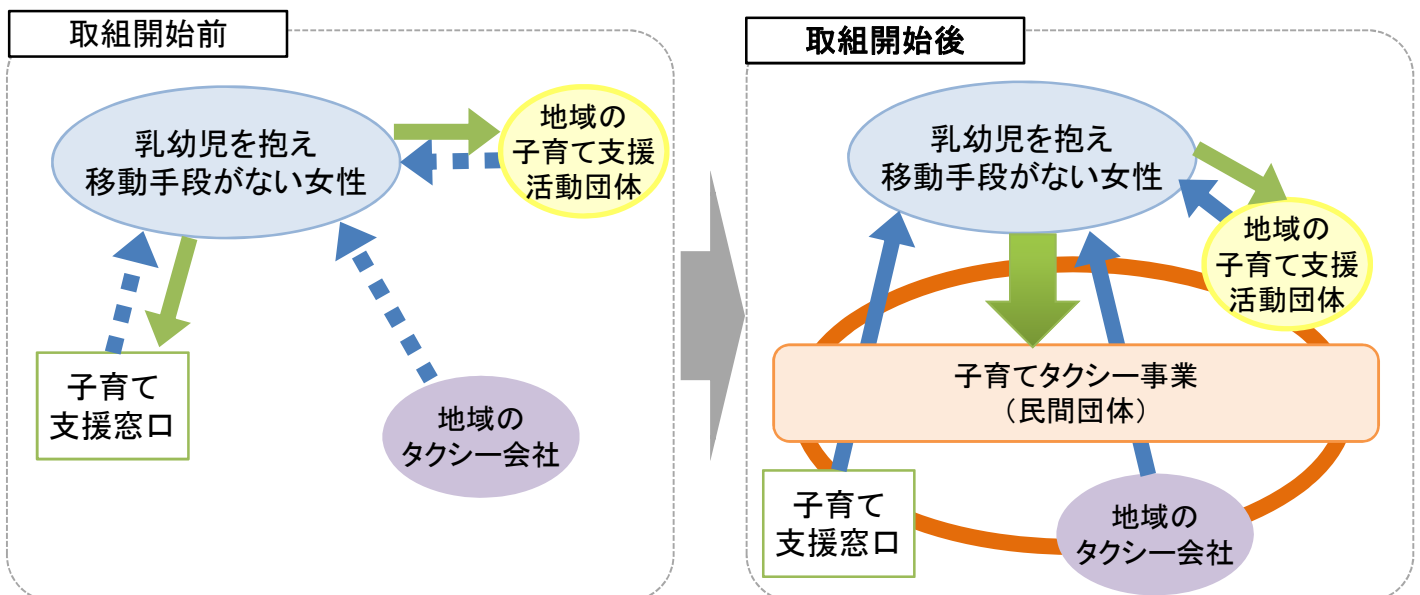 取組開始前
乳幼児を抱え
移動手段がない女性
地域の
子育て支援
活動団体
子育て
支援窓口
地域の
タクシー会社
取組開始後
乳幼児を抱え
移動手段がない女性
地域の
子育て支援
活動団体
子育てタクシー事業
（民間団体）
子育て
支援窓口
地域の
タクシー会社